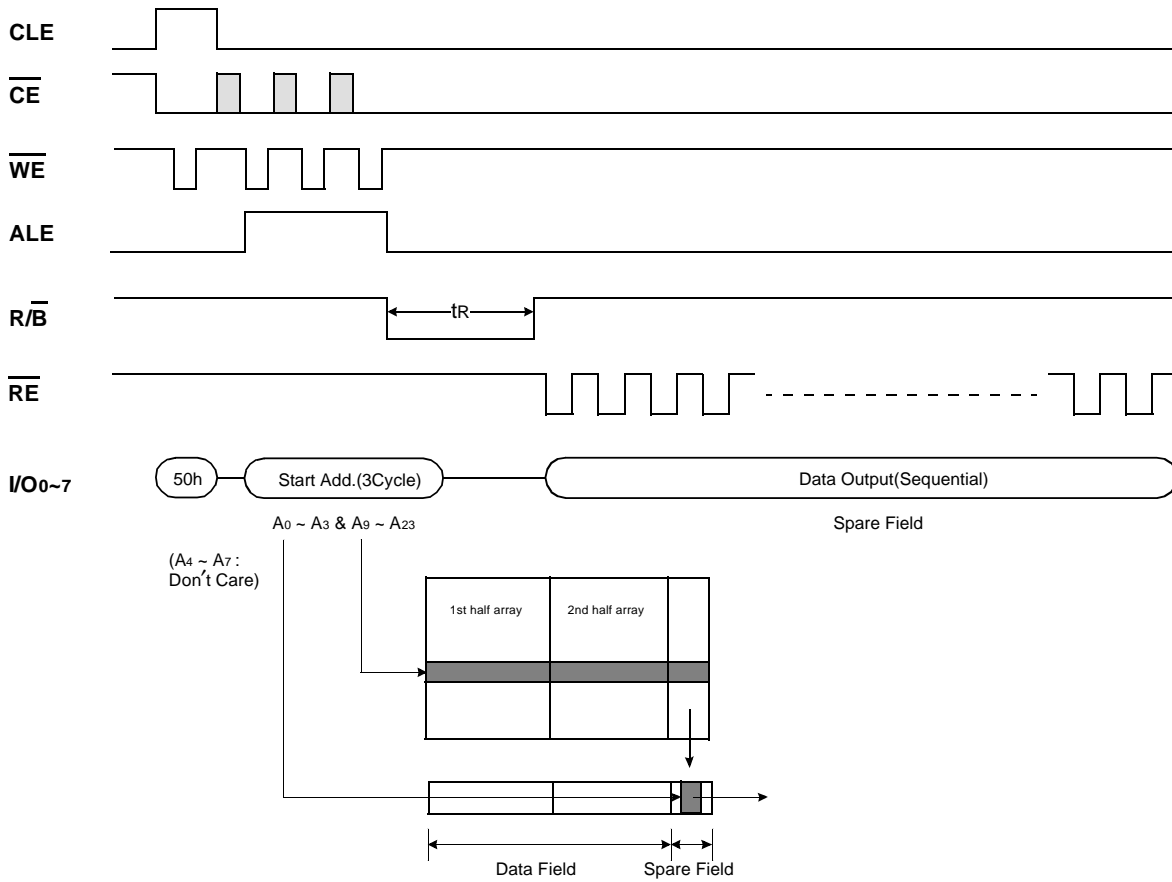 CLE
CE
WE
ALE
R/B
tR
RE
I/O0~7
50h
Start Add.(3Cycle)
Data Output(Sequential)
A0 ~ A3 & A9 ~ A23
Spare Field
(A4 ~ A7 :
Don't Care)
1st half array
2nd half array
Data Field
Spare Field